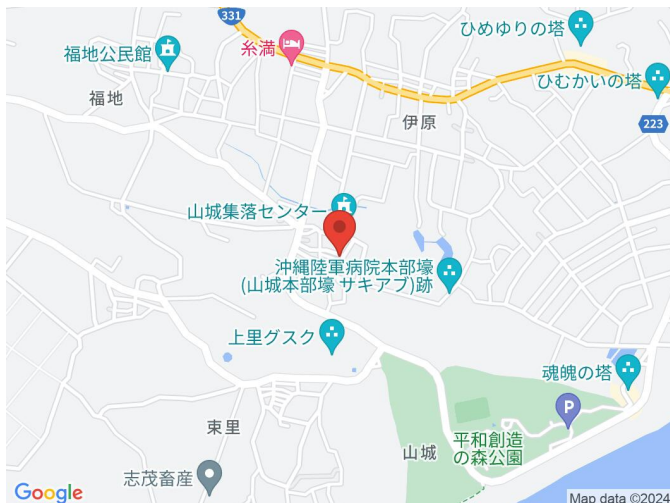 331
ひめゆりの塔
福地公民館
糸満
ひむかいの塔
福地
伊原
223
山城集落センター
沖縄陸軍病院本部壕
(山城本部壕 サキアブ)跡
上里グスク
魂魄の塔
P
束里
山城
平和創造
の森公園
志茂畜産
Google
Map data ©2024